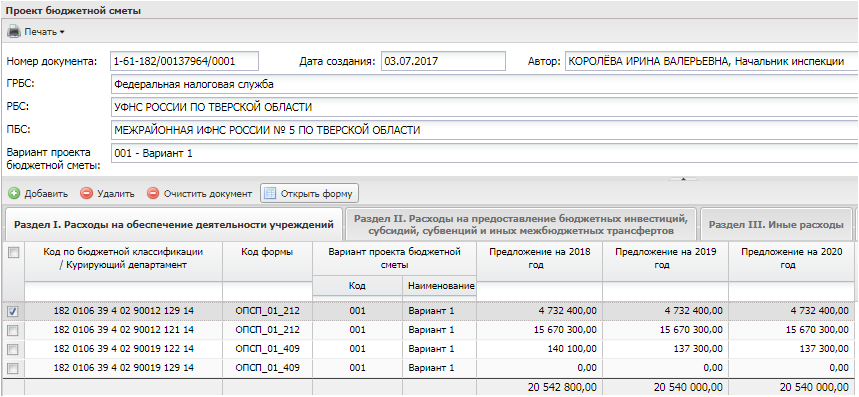 Проект бюджетной сметы
Печать
Номер документа: 1-61-182/00137964/0001 Дата создания: 03.07.2017 Автор: КОРОЛЁВА ИРИНА ВАЛЕРЬЕВНА, Начальник инспекции
ГРБС: Федеральная налоговая служба
РБС: УФНС РОССИИ ПО ТВЕРСКОЙ ОБЛАСТИ
ПБС: МЕЖРАЙОННАЯ ИФНС РОССИИ № 5 ПО ТВЕРСКОЙ ОБЛАСТИ
Вариант проекта
бюджетной сметы: 001 - Вариант 1
Добавить Удалить Очистить документ Открыть форму
Раздел I. Расходы на обеспечение деятельности учреждений
Раздел II. Расходы на предоставление бюджетных инвестиций,
субсидий, субвенций и иных межбюджетных трансфертов
Раздел III. Иные расходы
Код по бюджетной классификации
/ Курирующий департамент
Код формы
Вариант проекта бюджетной
сметы
Код Наименование
Предложение на 2018
год
Предложение на 2019
год
Предложение на 2020
год
182 0106 39 4 02 90012 129 14 ОПСП_01_212 001 Вариант 1 4 732 400,00 4 732 400,00 4 732 400,00
182 0106 39 4 02 90012 121 14 ОПСП_01_212 001 Вариант 1 15 670 300,00 15 670 300,00 15 670 300,00
182 0106 39 4 02 90019 122 14 ОПСП_01_409 001 Вариант 1 140 100,00 137 300,00 137 300,00
182 0106 39 4 02 90019 129 14 ОПСП_01_409 001 Вариант 1 0,00 0,00 0,00
20 542 800,00 20 540 000,00 20 540 000,00